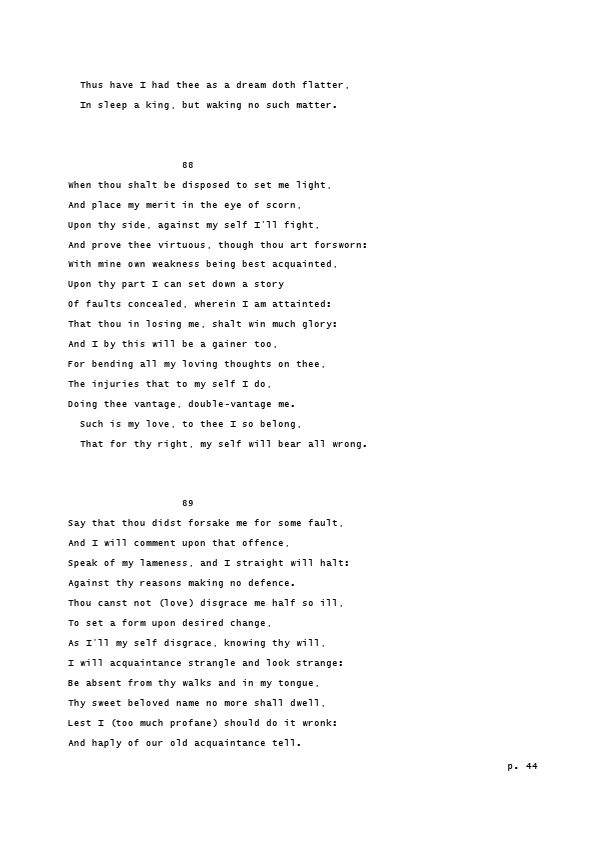 Thus have I had thee as a dream doth flatter,
In sleep a king, but waking no such matter.
88
When thou shalt be disposed to set me light,
And place my merit in the eye of scorn,
Upon thy side, against my self I'll fight,
And prove thee virtuous, though thou art forsworn:
With mine own weakness being best acquainted,
Upon thy part I can set down a story
Of faults concealed, wherein I am attainted:
That thou in losing me, shalt win much glory:
And I by this will be a gainer too,
For bending all my loving thoughts on thee,
The injuries that to my self I do,
Doing thee vantage, double-vantage me.
Such is my love, to thee I so belong,
That for thy right, my self will bear all wrong.
89
Say that thou didst forsake me for some fault,
And I will comment upon that offence,
Speak of my lameness, and I straight will halt:
Against thy reasons making no defence.
Thou canst not (love) disgrace me half so ill,
To set a form upon desired change,
As I'll my self disgrace, knowing thy will,
I will acquaintance strangle and look strange:
Be absent from thy walks and in my tongue,
Thy sweet beloved name no more shall dwell,
Lest I (too much profane) should do it wronk:
And haply of our old acquaintance tell.
p. 44